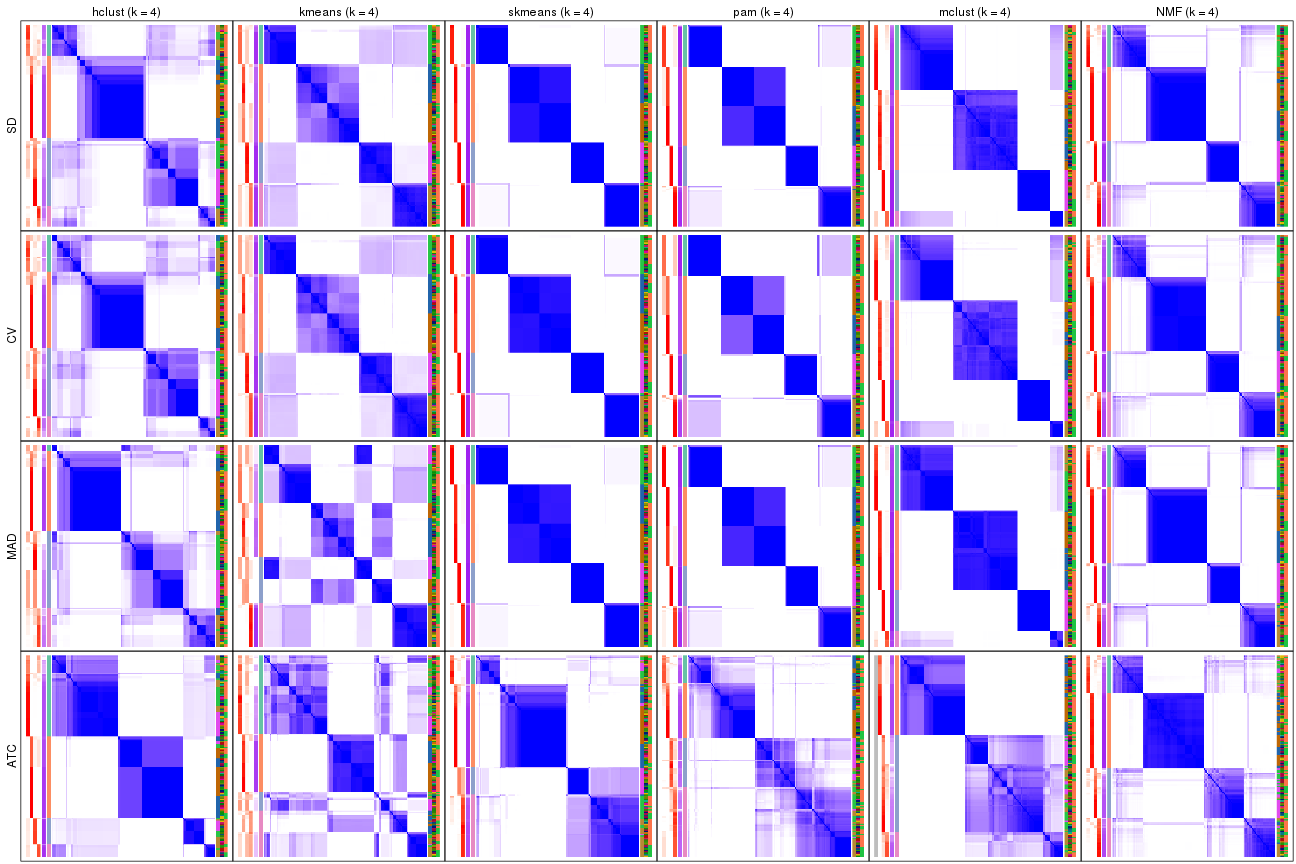 hclust (k = 4) kmeans (k = 4) skmeans (k = 4) pam (k = 4) mclust (k = 4) NMF (k = 4)
SD
CV
MAD
ATC